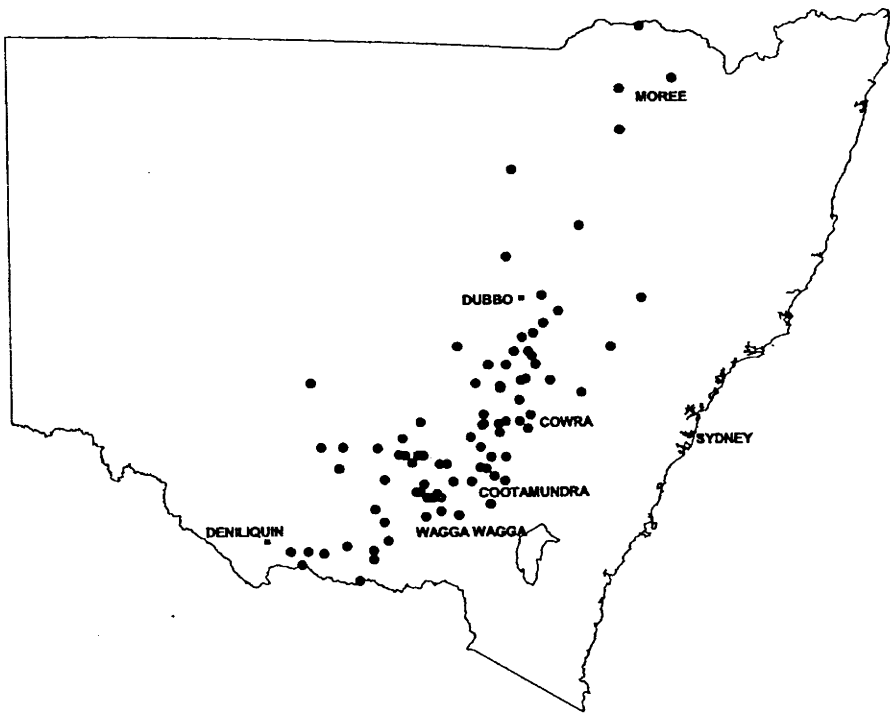 MOREE
DUBBO
COWRA
SYDNEY
COOTAMUNDRA
DENILIQUIN
WAGGA WAGGA